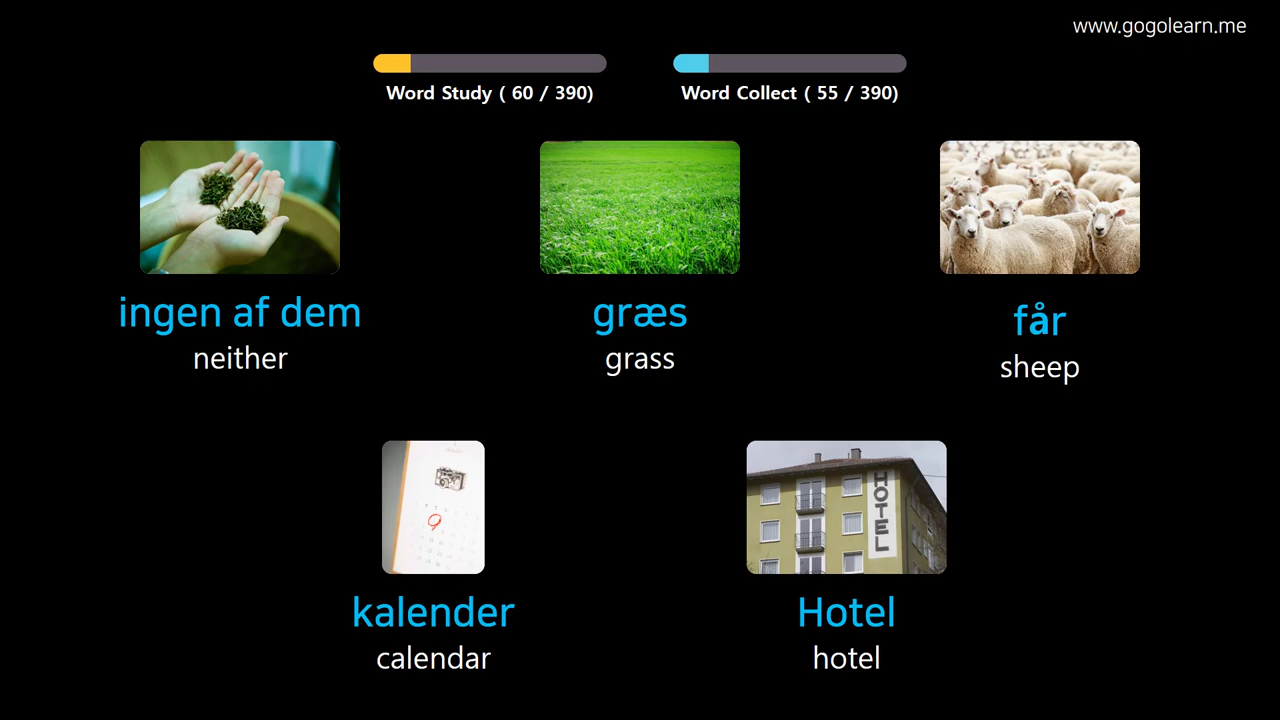 www.gogolearn.me
Word Study ( 60 / 390)
Word Collect ( 55 / 390)
ingen af dem
neither
græs
grass
får
sheep
9
HOTEL
kalender
calendar
Hotel
hotel